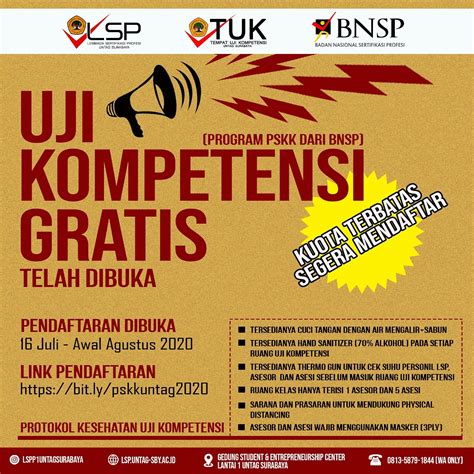 LSP
LEMBAGA SERTIFIKASI PROFESI
UNTAG SURABAYA
TUK
TEMPAT UJI KOMPETENSI
UNTAG SURABAYA
BNSP
BADAN NASIONAL SERTIFIKASI PROFESI
UJI
(PROGRAM PSKK DARI BNSP)
KOMPETENSI
GRATIS
TELAH DIBUKA
KUOTA TERBATAS
SEGERA MENDAFTAR
PENDAFTARAN DIBUKA
16 Juli - Awal Agustus 2020
LINK PENDAFTARAN
https://bit.ly/pskkuntag2020
PROTOKOL KESEHATAN UJI KOMPETENSI
TERSEDIANYA CUCI TANGAN DENGAN AIR MENGALIR+SABUN
TERSEDIANYA HAND SANITIZER (70% ALKOHOL) PADA SETIAP
RUANG UJI KOMPETENSI
TERSEDIANYA THERMO GUN UNTUK CEK SUHU PERSONIL LSP,
ASESOR DAN ASESI SEBELUM MASUK RUANG UJI KOMPETENSI
RUANG KELAS HANYA TERISI 1 ASESOR DAN 5 ASESI
SARANA DAN PRASARAN UNTUK MENDUKUNG PHYSICAL
DISTANCING
ASESOR DAN ASESI WAJIB MENGGUNAKAN MASKER (3PLY)
LSPP1UNTAGSURABAYA
LSP.UNTAG-SBY.AC.ID
GEDUNG STUDENT & ENTREPRENEURSHIP CENTER
LANTAI 1 UNTAG SURABAYA
0813-5679-1844 (WA ONLY)